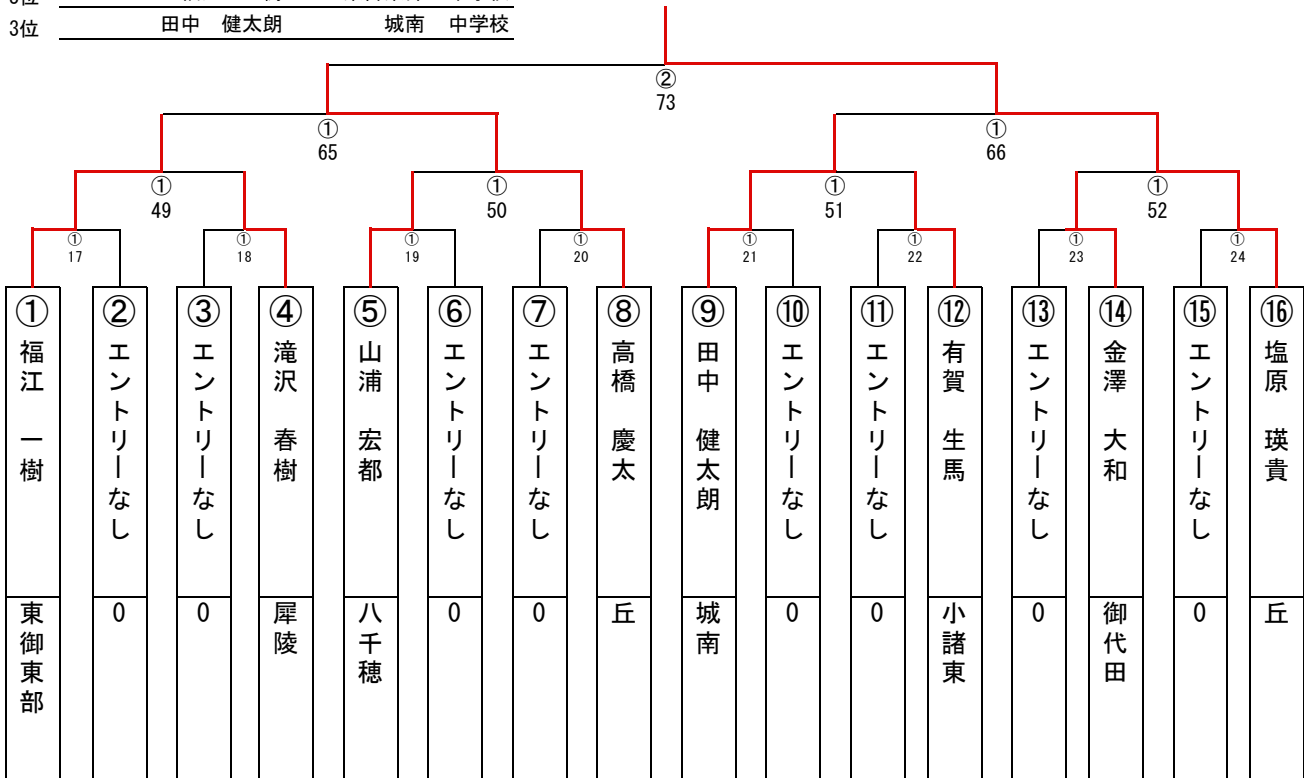 3位 田中 健太朗 城南 中学校
②
73
①
65
①
66
①
49
①
50
①
51
①
52
①
17
①
18
①
19
①
20
①
21
①
22
①
23
①
24
①
福江 一樹
東御東部
②
エントリーなし
0
③
エントリーなし
0
④
滝沢 春樹
犀陵
⑤
山浦 宏都
八千穂
⑥
エントリーなし
0
⑦
エントリーなし
0
⑧
高橋 慶太
丘
⑨
田中 健太朗
城南
⑩
エントリーなし
0
⑪
エントリーなし
0
⑫
有賀 生馬
小諸東
⑬
エントリーなし
0
⑭
金澤 大和
御代田
⑮
エントリーなし
0
⑯
塩原 瑛貴
丘